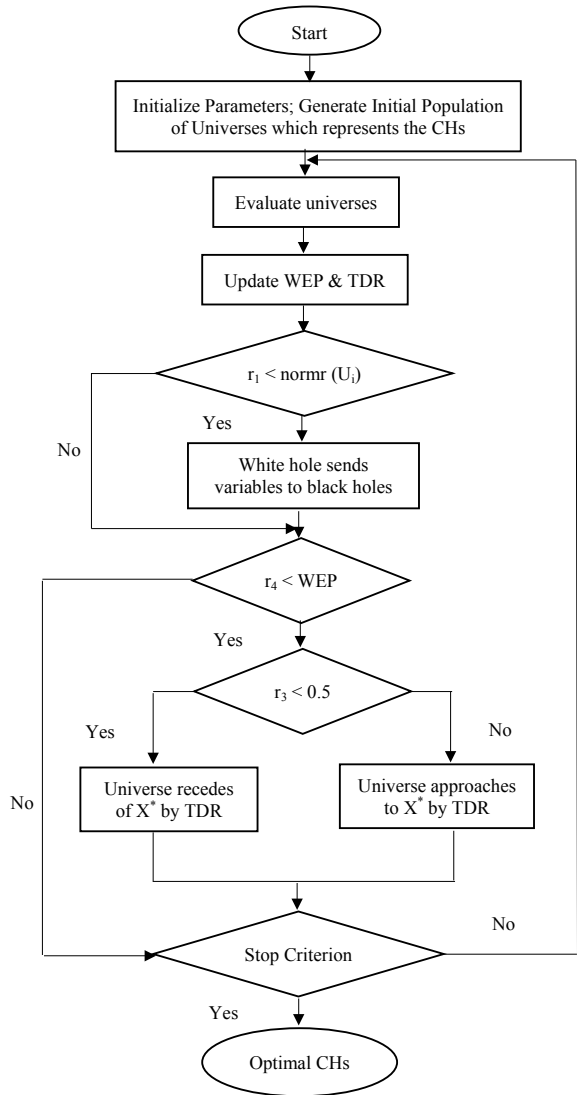 Start
Initialize Parameters; Generate Initial Population
of Universes which represents the CHs
Evaluate universes
Update WEP & TDR
r₁ < normr (Uᵢ)
Yes
No
White hole sends
variables to black holes
r₄ < WEP
Yes
r₃ < 0.5
Yes
No
No
Universe recedes
of X* by TDR
Universe approaches
to X* by TDR
No
Stop Criterion
Yes
Optimal CHs